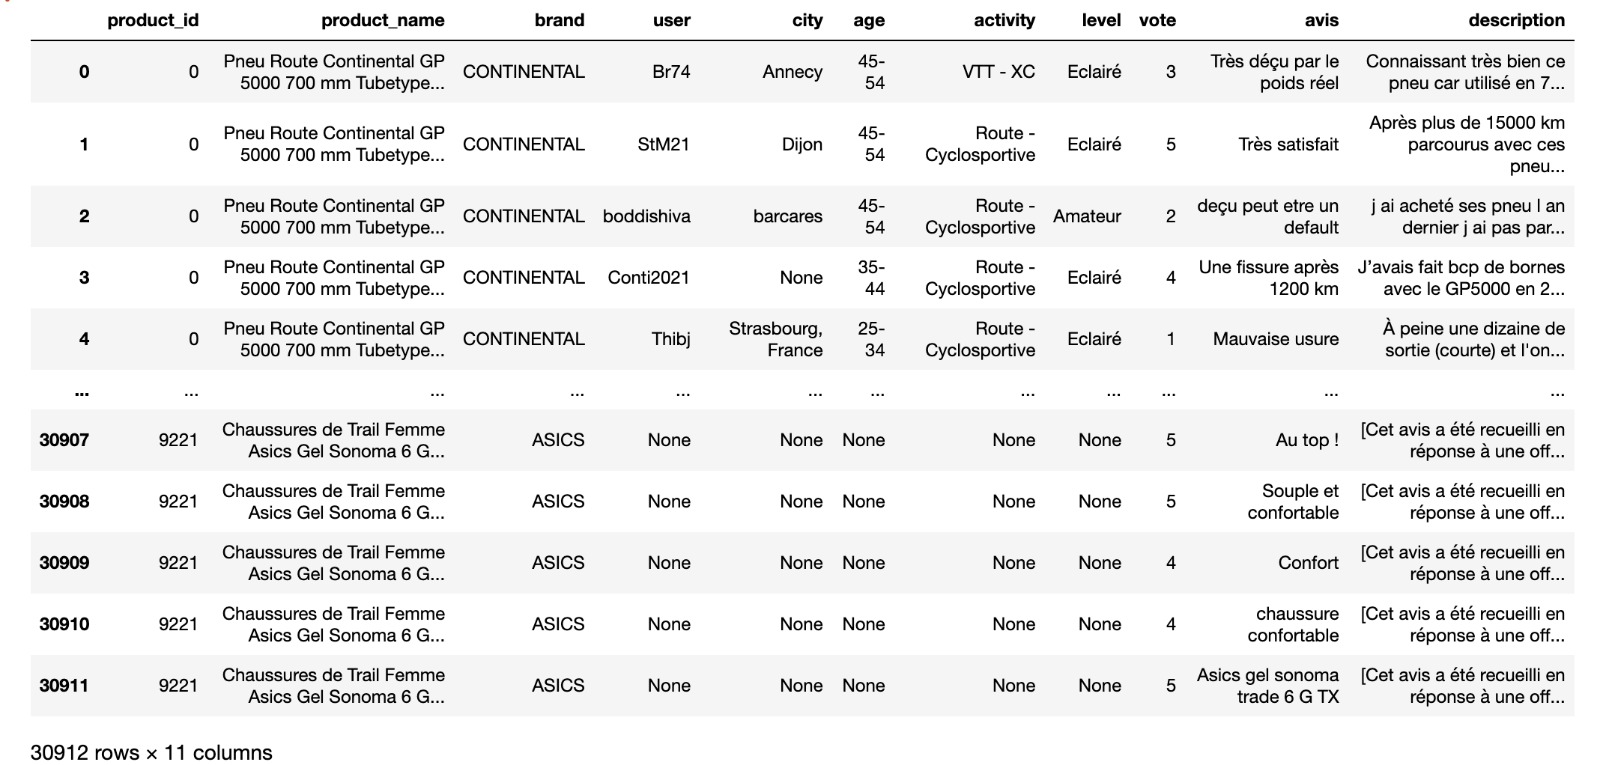 product_id product_name brand user city age activity level vote avis description
0 0 Pneu Route Continental GP 5000 700 mm Tubetype... CONTINENTAL Br74 Annecy 45-54 VTT - XC Eclairé 3 Très déçu par le poids réel Connaissant très bien ce pneu car utilisé en 7...
1 0 Pneu Route Continental GP 5000 700 mm Tubetype... CONTINENTAL StM21 Dijon 45-54 Route - Cyclosportive Eclairé 5 Très satisfait Après plus de 15000 km parcourus avec ces pneu...
2 0 Pneu Route Continental GP 5000 700 mm Tubetype... CONTINENTAL boddishiva barcares 45-54 Route - Cyclosportive Amateur 2 deçu peut etre un default j ai acheté ses pneu l an dernier j ai pas par...
3 0 Pneu Route Continental GP 5000 700 mm Tubetype... CONTINENTAL Conti2021 None 35-44 Route - Cyclosportive Eclairé 4 Une fissure après 1200 km J’avais fait bcp de bornes avec le GP5000 en 2...
4 0 Pneu Route Continental GP 5000 700 mm Tubetype... CONTINENTAL Thibj Strasbourg, France 25-34 Route - Cyclosportive Eclairé 1 Mauvaise usure À peine une dizaine de sortie (courte) et l'on...
... ... ... ... ... ... ... ... ... ... ... ...
30907 9221 Chaussures de Trail Femme Asics Gel Sonoma 6 G... ASICS None None None None None 5 Au top ! [Cet avis a été recueilli en réponse à une off...
30908 9221 Chaussures de Trail Femme Asics Gel Sonoma 6 G... ASICS None None None None None 5 Souple et confortable [Cet avis a été recueilli en réponse à une off...
30909 9221 Chaussures de Trail Femme Asics Gel Sonoma 6 G... ASICS None None None None None 4 Confort [Cet avis a été recueilli en réponse à une off...
30910 9221 Chaussures de Trail Femme Asics Gel Sonoma 6 G... ASICS None None None None None 4 chaussure confortable [Cet avis a été recueilli en réponse à une off...
30911 9221 Chaussures de Trail Femme Asics Gel Sonoma 6 G... ASICS None None None None None 5 Asics gel sonoma trade 6 G TX [Cet avis a été recueilli en réponse à une off...
30912 rows × 11 columns